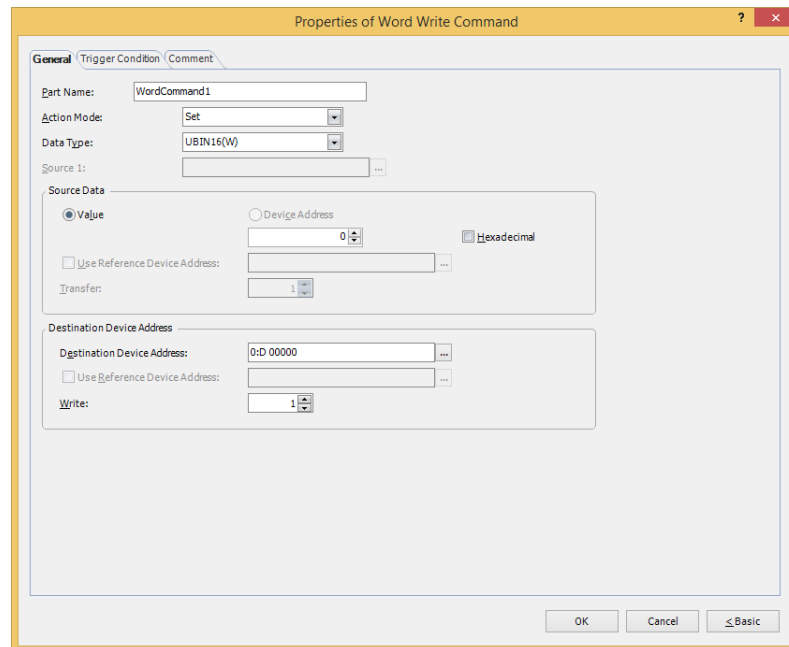 Properties of Word Write Command ? ×
General Trigger Condition Comment
Part Name: WordCommand1
Action Mode: Set
Data Type: UBIN16(W)
Source 1: ...
Source Data
Value Device Address
0 Hexadecimal
Use Reference Device Address: ...
Transfer: 1
Destination Device Address
Destination Device Address: 0:D 00000 ...
Use Reference Device Address: ...
Write: 1
OK Cancel < Basic